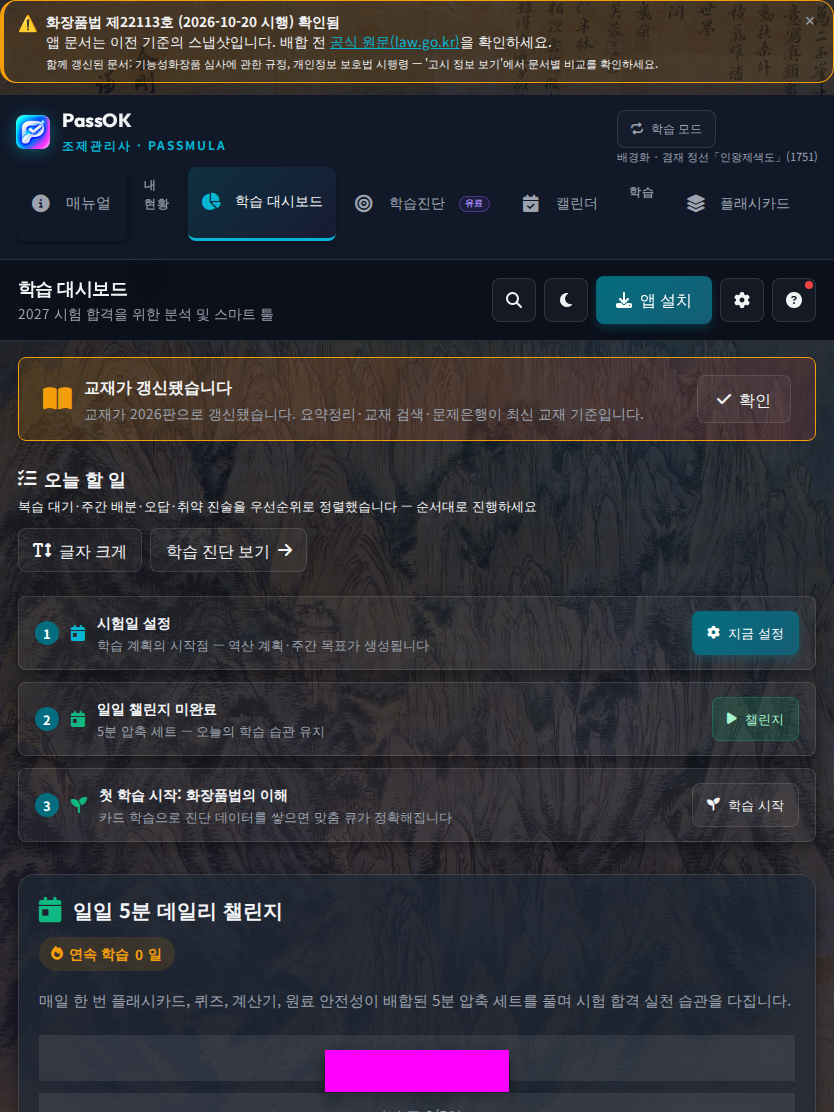 화장품법 제22113호 (2026-10-20 시행) 확인됨
앱 문서는 이전 기준의 스냅샷입니다. 배합 전 공식 원문(law.go.kr)을 확인하세요.
함께 갱신된 문서: 기능성화장품 심사에 관한 규정, 개인정보 보호법 시행령 — '고시 정보 보기'에서 문서별 비교를 확인하세요.
PassOK
조제관리사 · PASSMULA
학습 모드
배경화 · 겸재 정선「인왕제색도」(1751)
매뉴얼
내
현황
학습 대시보드
학습진단 유료
캘린더
학습
플래시카드
학습 대시보드
2027 시험 합격을 위한 분석 및 스마트 툴
앱 설치
교재가 갱신됐습니다
교재가 2026판으로 갱신됐습니다. 요약정리·교재 검색·문제은행이 최신 교재 기준입니다.
확인
오늘 할 일
복습 대기·주간 배분·오답·취약 진술을 우선순위로 정렬했습니다 — 순서대로 진행하세요
글자 크게
학습 진단 보기
1
시험일 설정
학습 계획의 시작점 — 역산 계획·주간 목표가 생성됩니다
지금 설정
2
일일 챌린지 미완료
5분 압축 세트 — 오늘의 학습 습관 유지
챌린지
3
첫 학습 시작: 화장품법의 이해
카드 학습으로 진단 데이터를 쌓으면 맞춤 큐가 정확해집니다
학습 시작
일일 5분 데일리 챌린지
연속 학습 0 일
매일 한 번 플래시카드, 퀴즈, 계산기, 원료 안전성이 배합된 5분 압축 세트를 풀며 시험 합격 실천 습관을 다집니다.